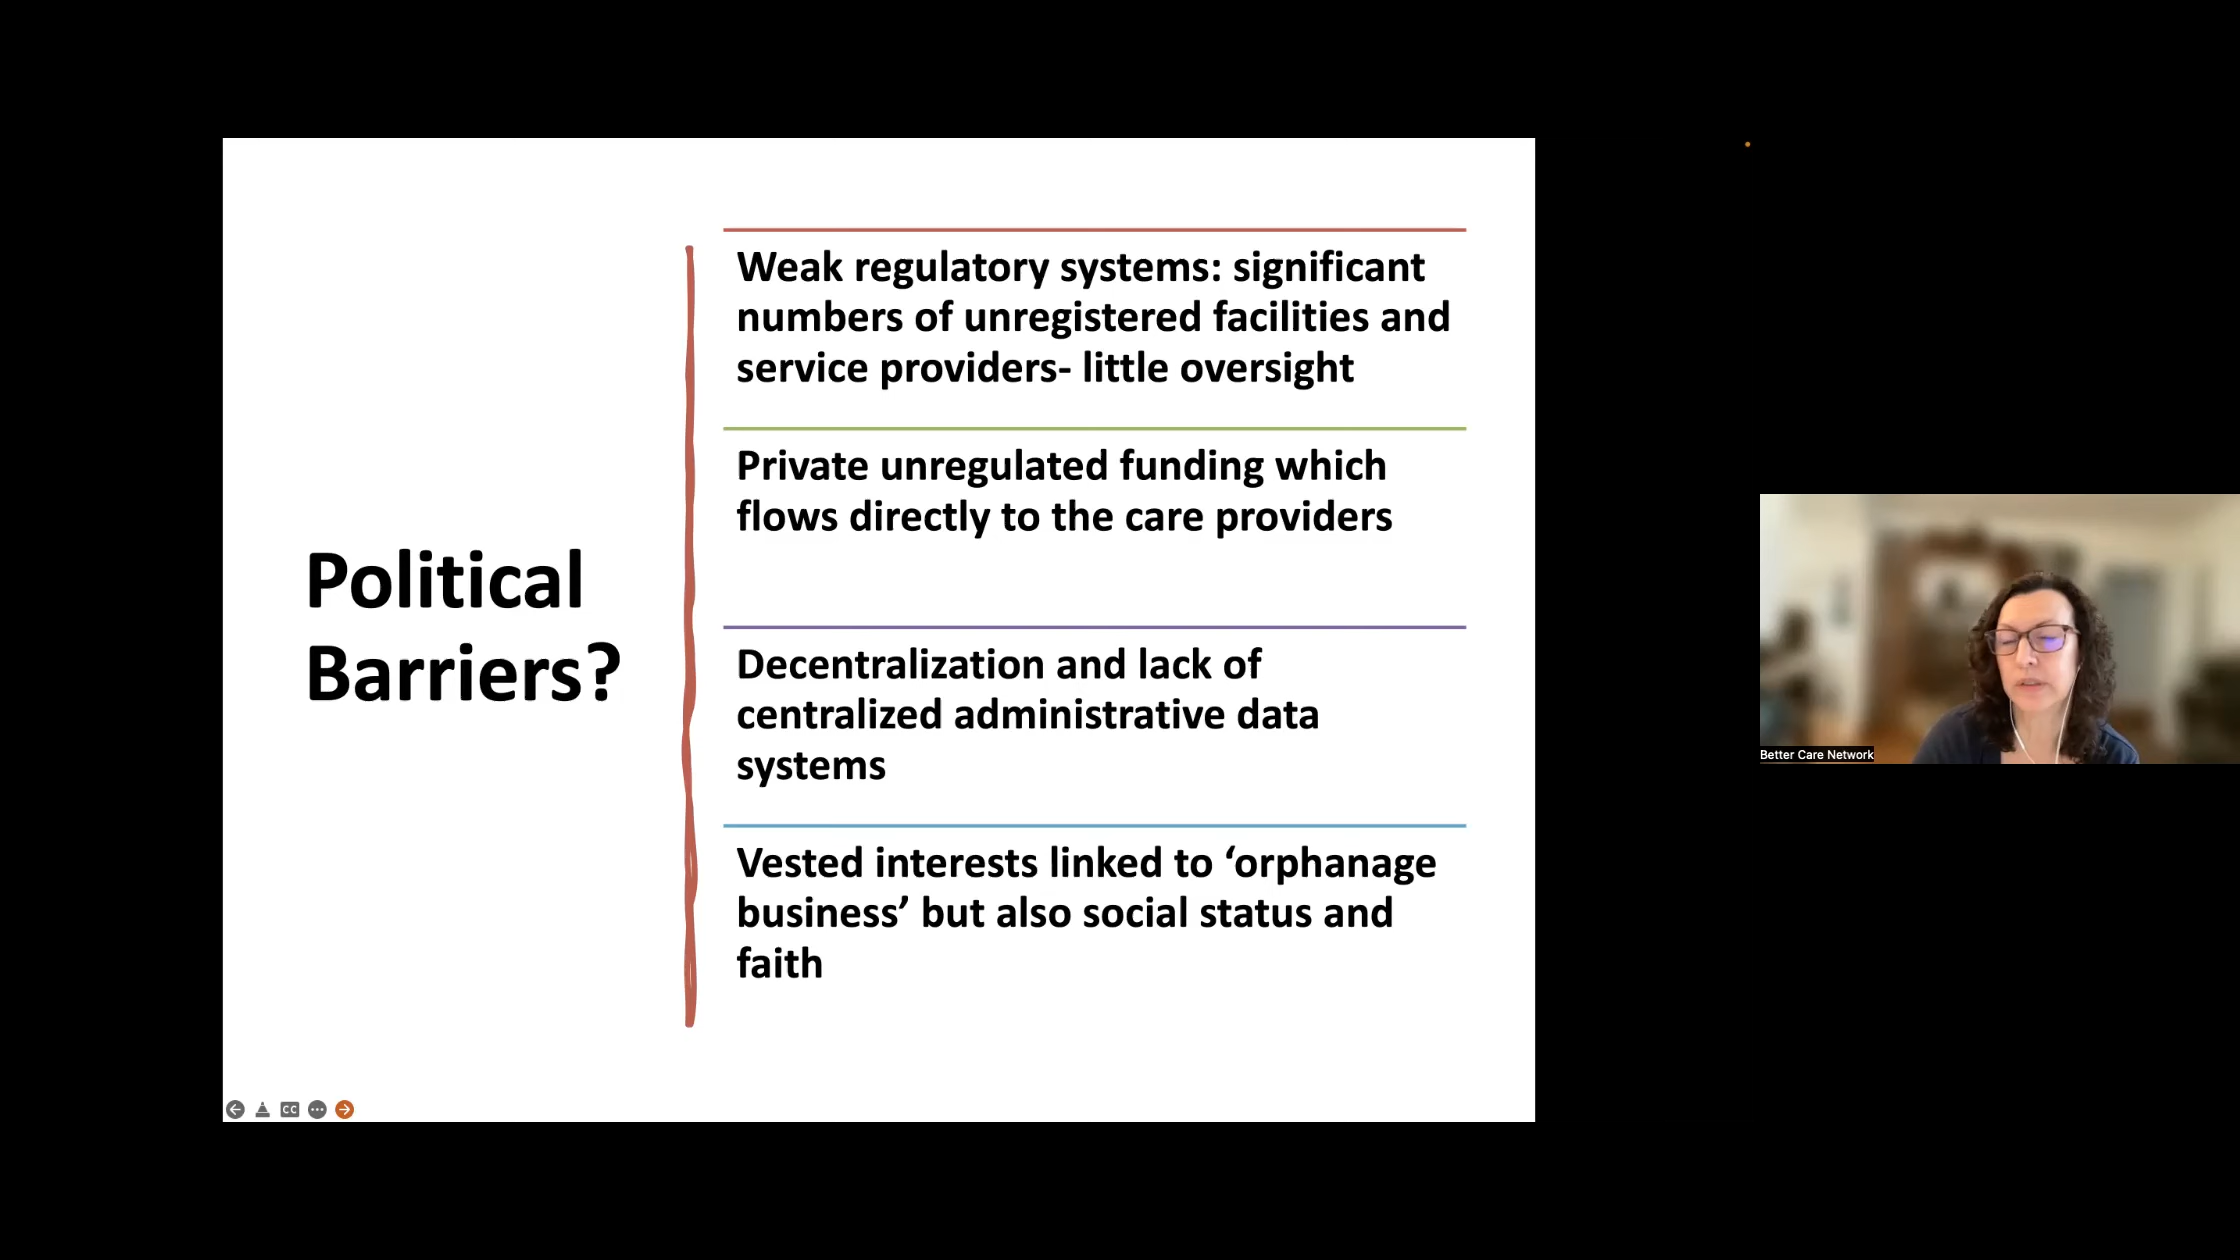 Political
Barriers?
Weak regulatory systems: significant
numbers of unregistered facilities and
service providers- little oversight
Private unregulated funding which
flows directly to the care providers
Decentralization and lack of
centralized administrative data
systems
Vested interests linked to ‘orphanage
business’ but also social status and
faith
CC
Better Care Network